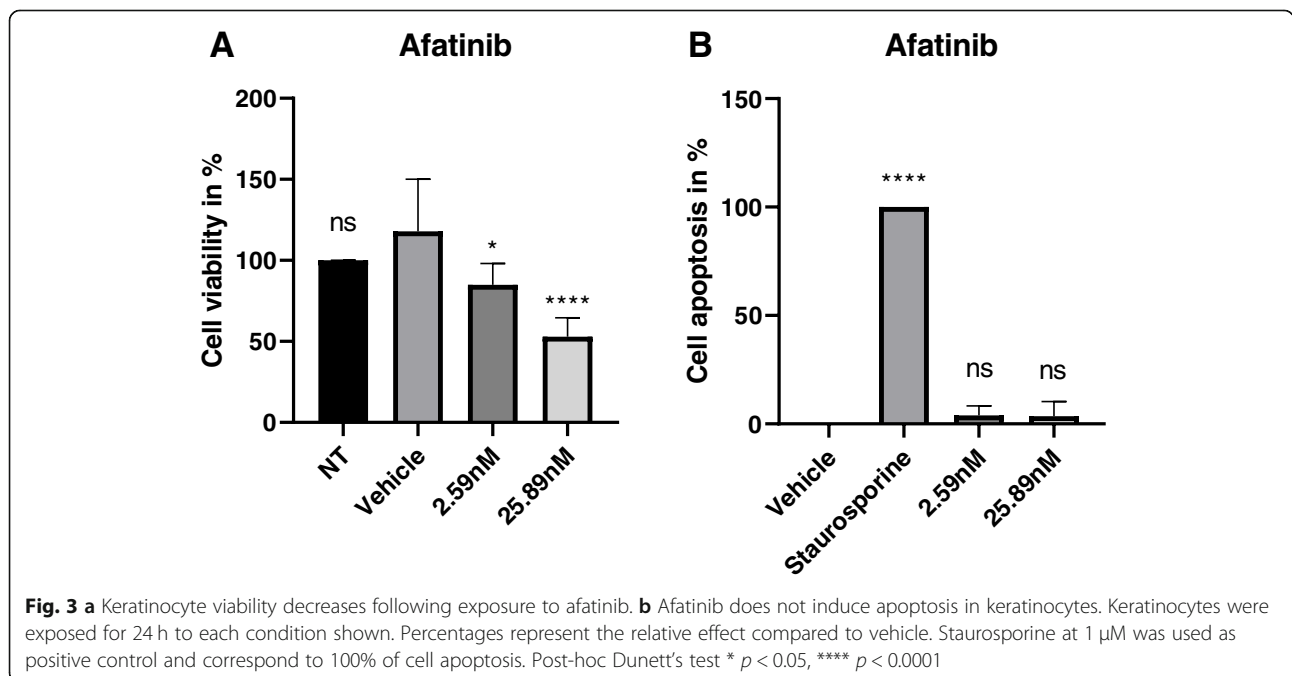 A
Afatinib
Cell viability in %
200
150
100
50
0
ns
*
****
NT
Vehicle
2.59nM
25.89nM
B
Afatinib
Cell apoptosis in %
150
100
50
0
****
ns
ns
Vehicle
Staurosporine
2.59nM
25.89nM
Fig. 3 a Keratinocyte viability decreases following exposure to afatinib. b Afatinib does not induce apoptosis in keratinocytes. Keratinocytes were
exposed for 24 h to each condition shown. Percentages represent the relative effect compared to vehicle. Staurosporine at 1 μM was used as
positive control and correspond to 100% of cell apoptosis. Post-hoc Dunett's test * p < 0.05, **** p < 0.0001